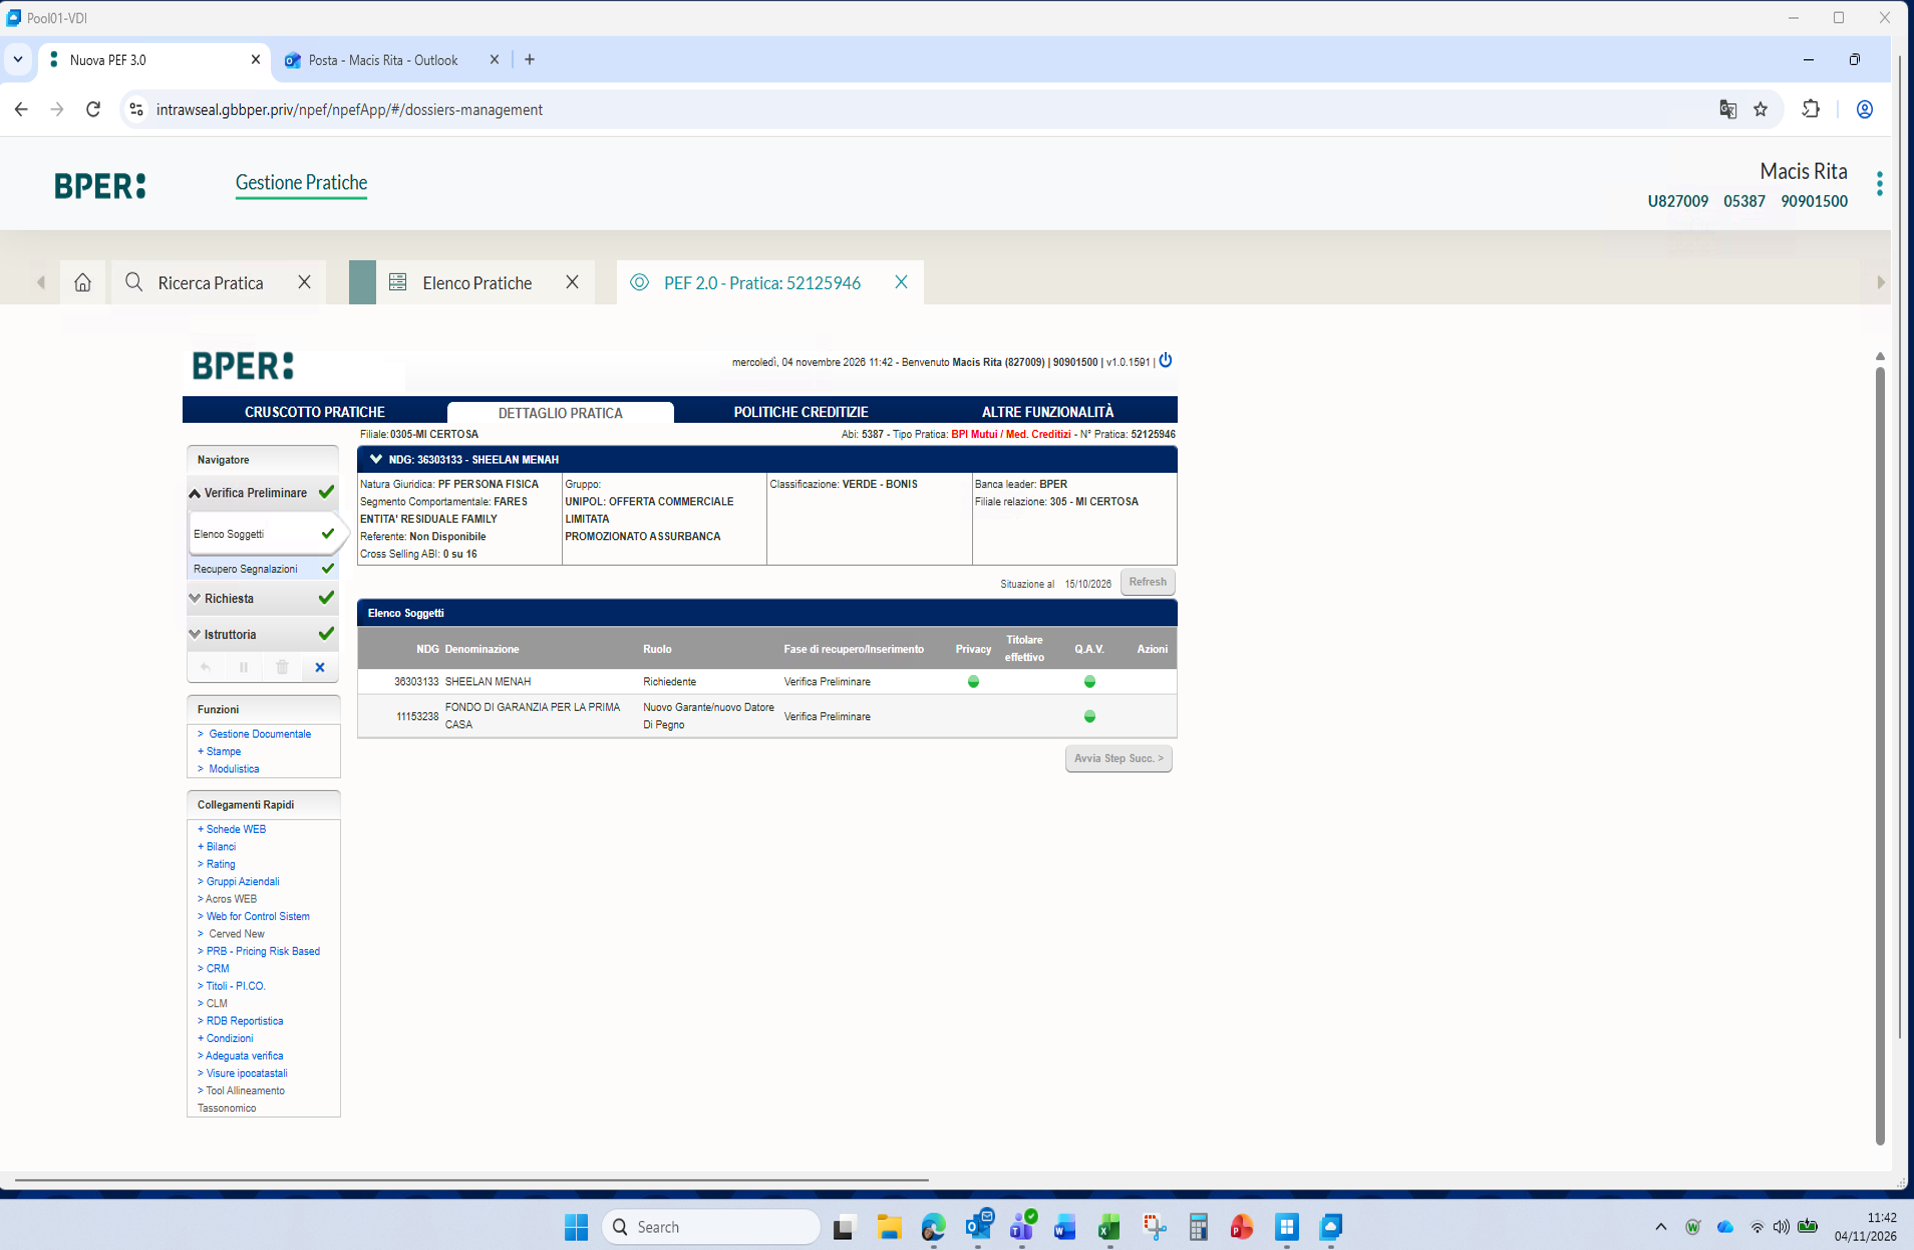 Pool01-VDI
Nuova PEF 3.0
Posta - Macis Rita - Outlook
intrawseal.gbbper.priv/npef/npefApp/#/dossiers-management
BPER:
Gestione Pratiche
Macis Rita
U827009 05387 90901500
Ricerca Pratica
Elenco Pratiche
PEF 2.0 - Pratica: 52125946
BPER:
mercoledì, 04 novembre 2026 11:42 - Benvenuto Macis Rita (827009) | 90901500 | v1.0.1591 |
CRUSCOTTO PRATICHE
DETTAGLIO PRATICA
POLITICHE CREDITIZIE
ALTRE FUNZIONALITÀ
Filiale:0305-MI CERTOSA
Abi: 5387 - Tipo Pratica: BPI Mutui / Med. Creditizi - N° Pratica: 52125946
Navigatore
Verifica Preliminare
Elenco Soggetti
Recupero Segnalazioni
Richiesta
Istruttoria
NDG: 36303133 - SHEELAN MENAH
Natura Giuridica: PF PERSONA FISICA
Segmento Comportamentale: FARES
ENTITA' RESIDUALE FAMILY
Referente: Non Disponibile
Cross Selling ABI: 0 su 16
Gruppo:
UNIPOL: OFFERTA COMMERCIALE
LIMITATA
PROMOZIONATO ASSURBANCA
Classificazione: VERDE - BONIS
Banca leader: BPER
Filiale relazione: 305 - MI CERTOSA
Situazione al 15/10/2026
Refresh
Elenco Soggetti
NDG Denominazione Ruolo Fase di recupero/Inserimento Privacy Titolare effettivo Q.A.V. Azioni
36303133 SHEELAN MENAH Richiedente Verifica Preliminare
11153238 FONDO DI GARANZIA PER LA PRIMA CASA Nuovo Garante/nuovo Datore Di Pegno Verifica Preliminare
Avvia Step Succ. >
Funzioni
> Gestione Documentale
+ Stampe
> Modulistica
Collegamenti Rapidi
+ Schede WEB
+ Bilanci
> Rating
> Gruppi Aziendali
> Acros WEB
> Web for Control Sistem
> Cerved New
> PRB - Pricing Risk Based
> CRM
> Titoli - PI.CO.
> CLM
> RDB Reportistica
+ Condizioni
> Adeguata verifica
> Visure ipocatastali
> Tool Allineamento
Tassonomico
Search
11:42
04/11/2026